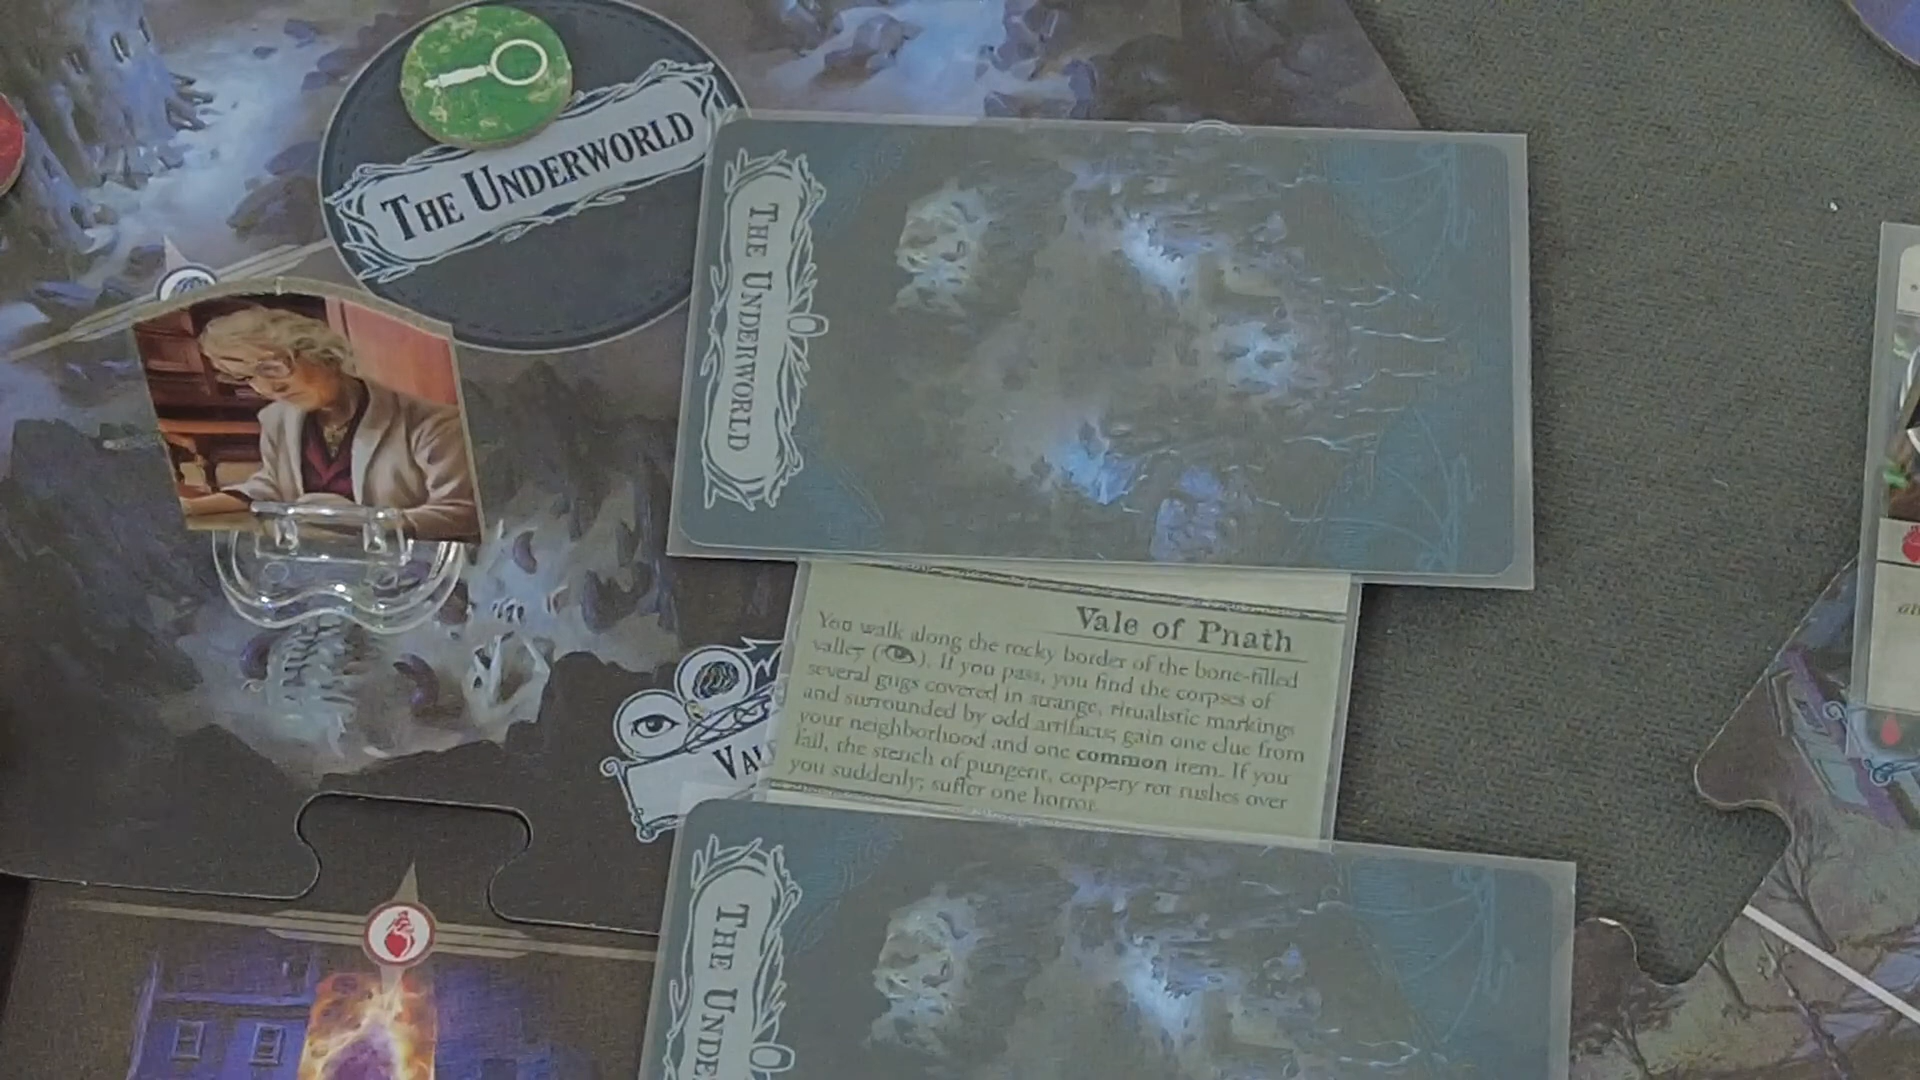 THE UNDERWORLD
THE UNDERWORLD
Vale of Pnath
You walk along the rocky border of the bone-filled
valley ( ). If you pass, you find the corpses of
several gugs covered in strange, ritualistic markings
and surrounded by odd artifacts; gain one clue from
your neighborhood and one common item. If you
fail, the stench of pungent, coppery rot rushes over
you suddenly; suffer one horror.
VAL
THE UNDE